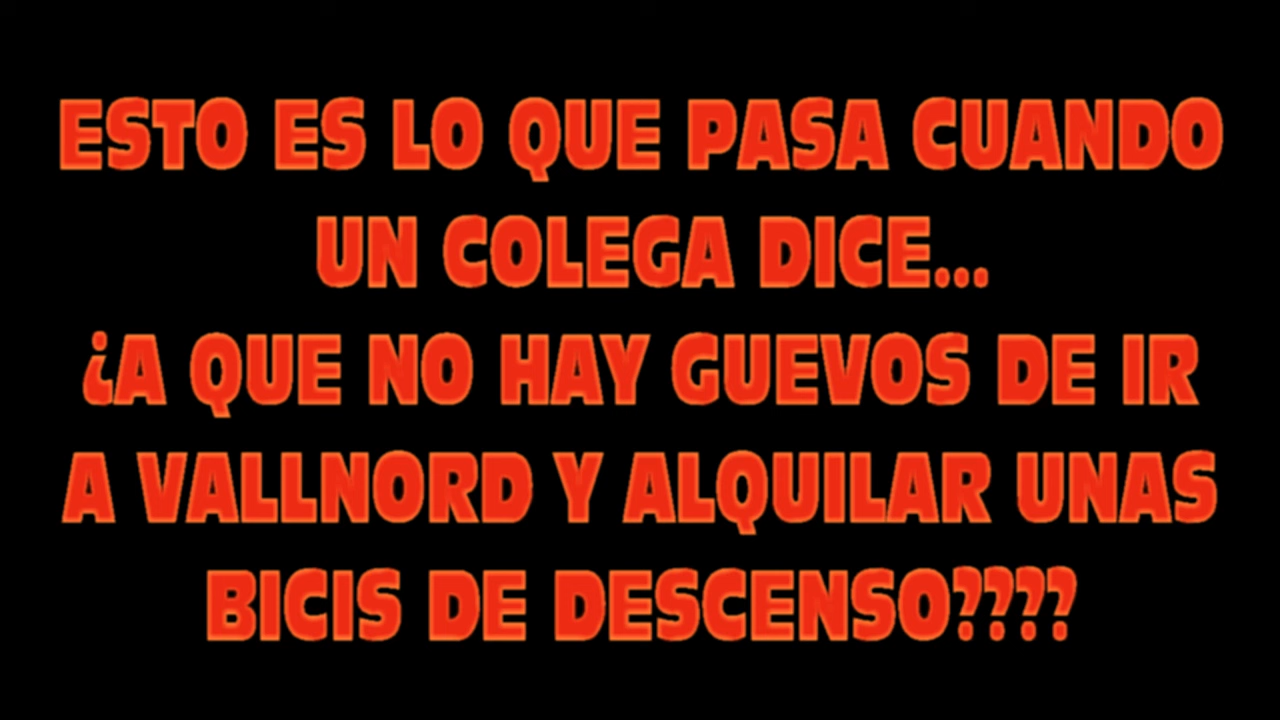 ESTO ES LO QUE PASA CUANDO
UN COLEGA DICE...
¿A QUE NO HAY GUEVOS DE IR
A VALLNORD Y ALQUILAR UNAS
BICIS DE DESCENSO????